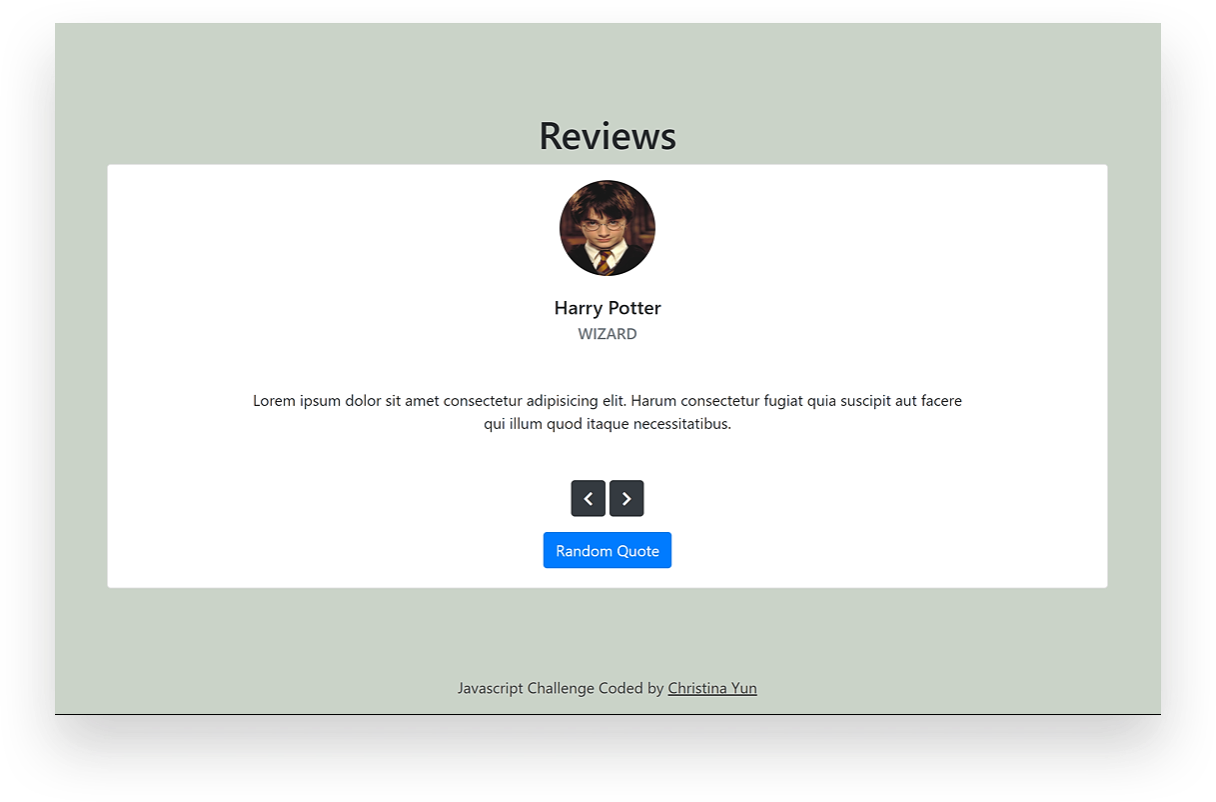 Reviews
Harry Potter
WIZARD
Lorem ipsum dolor sit amet consectetur adipisicing elit. Harum consectetur fugiat quia suscipit aut facere
qui illum quod itaque necessitatibus.
Random Quote
Javascript Challenge Coded by Christina Yun